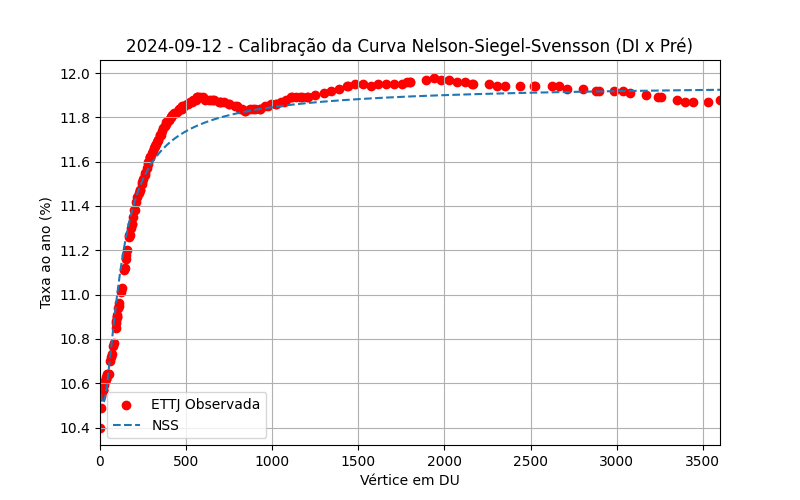 2024-09-12 - Calibração da Curva Nelson-Siegel-Svensson (DI x Pré)
12.0
11.8
11.6
11.4
11.2
11.0
10.8
10.6
10.4
Taxa ao ano (%)
ETTJ Observada
NSS
0 500 1000 1500 2000 2500 3000 3500
Vértice em DU